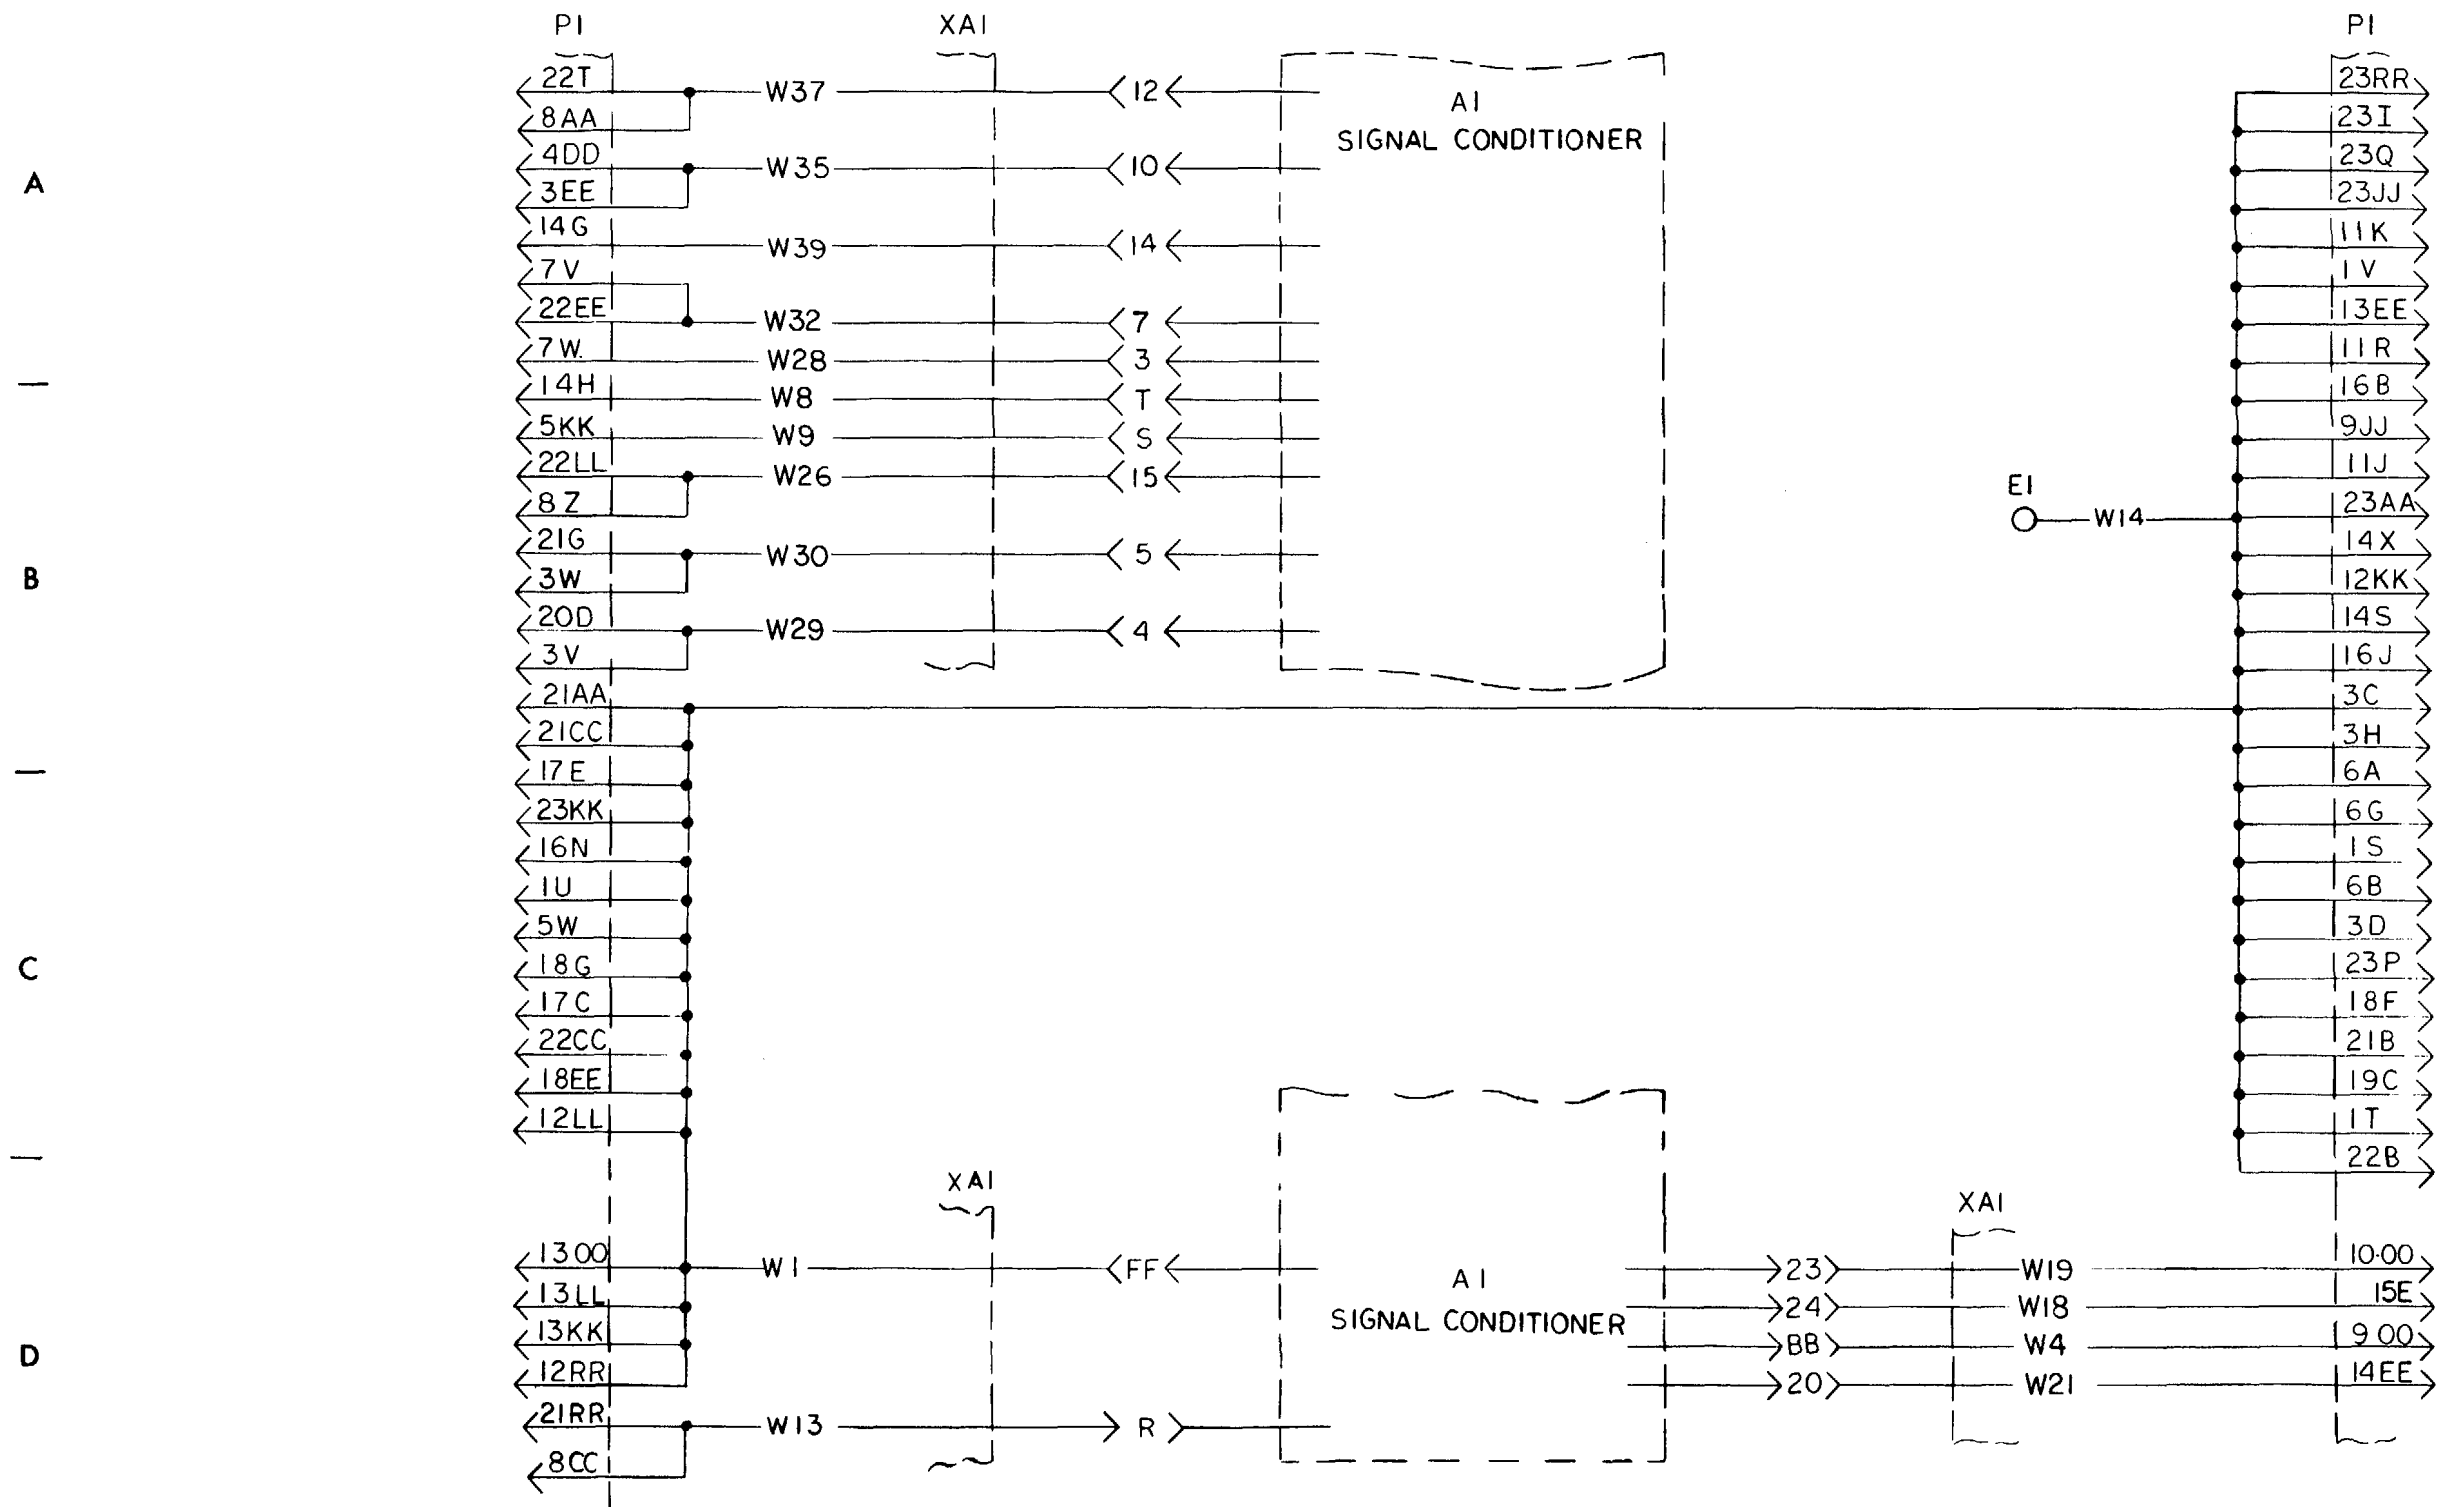 P1 XA1 P1
22T W37 12 23RR
A1
8AA SIGNAL CONDITIONER 23I
4DD W35 10 23Q
A
3EE 23JJ
14G W39 14 11K
7V 1V
22EE W32 7 13EE
7W W28 3 11R
14H W8 T 16B
5KK W9 S 9JJ
22LL W26 15 11J
8Z E1 W14 23AA
21G W30 5 14X
B
3W 12KK
20D W29 4 14S
3V 16J
21AA 3C
21CC 3H
17E 6A
23KK 6G
16N 1S
1U 6B
5W 3D
C
18G 23P
17C 18F
22CC 21B
18EE 19C
12LL 1T
22B
XA1 XA1
13OO W1 FF 23 W19 10OO
A1
13LL 24 W18 15E
SIGNAL CONDITIONER
13KK BB W4 9OO
D
12RR 20 W21 14EE
21RR W13 R
8CC